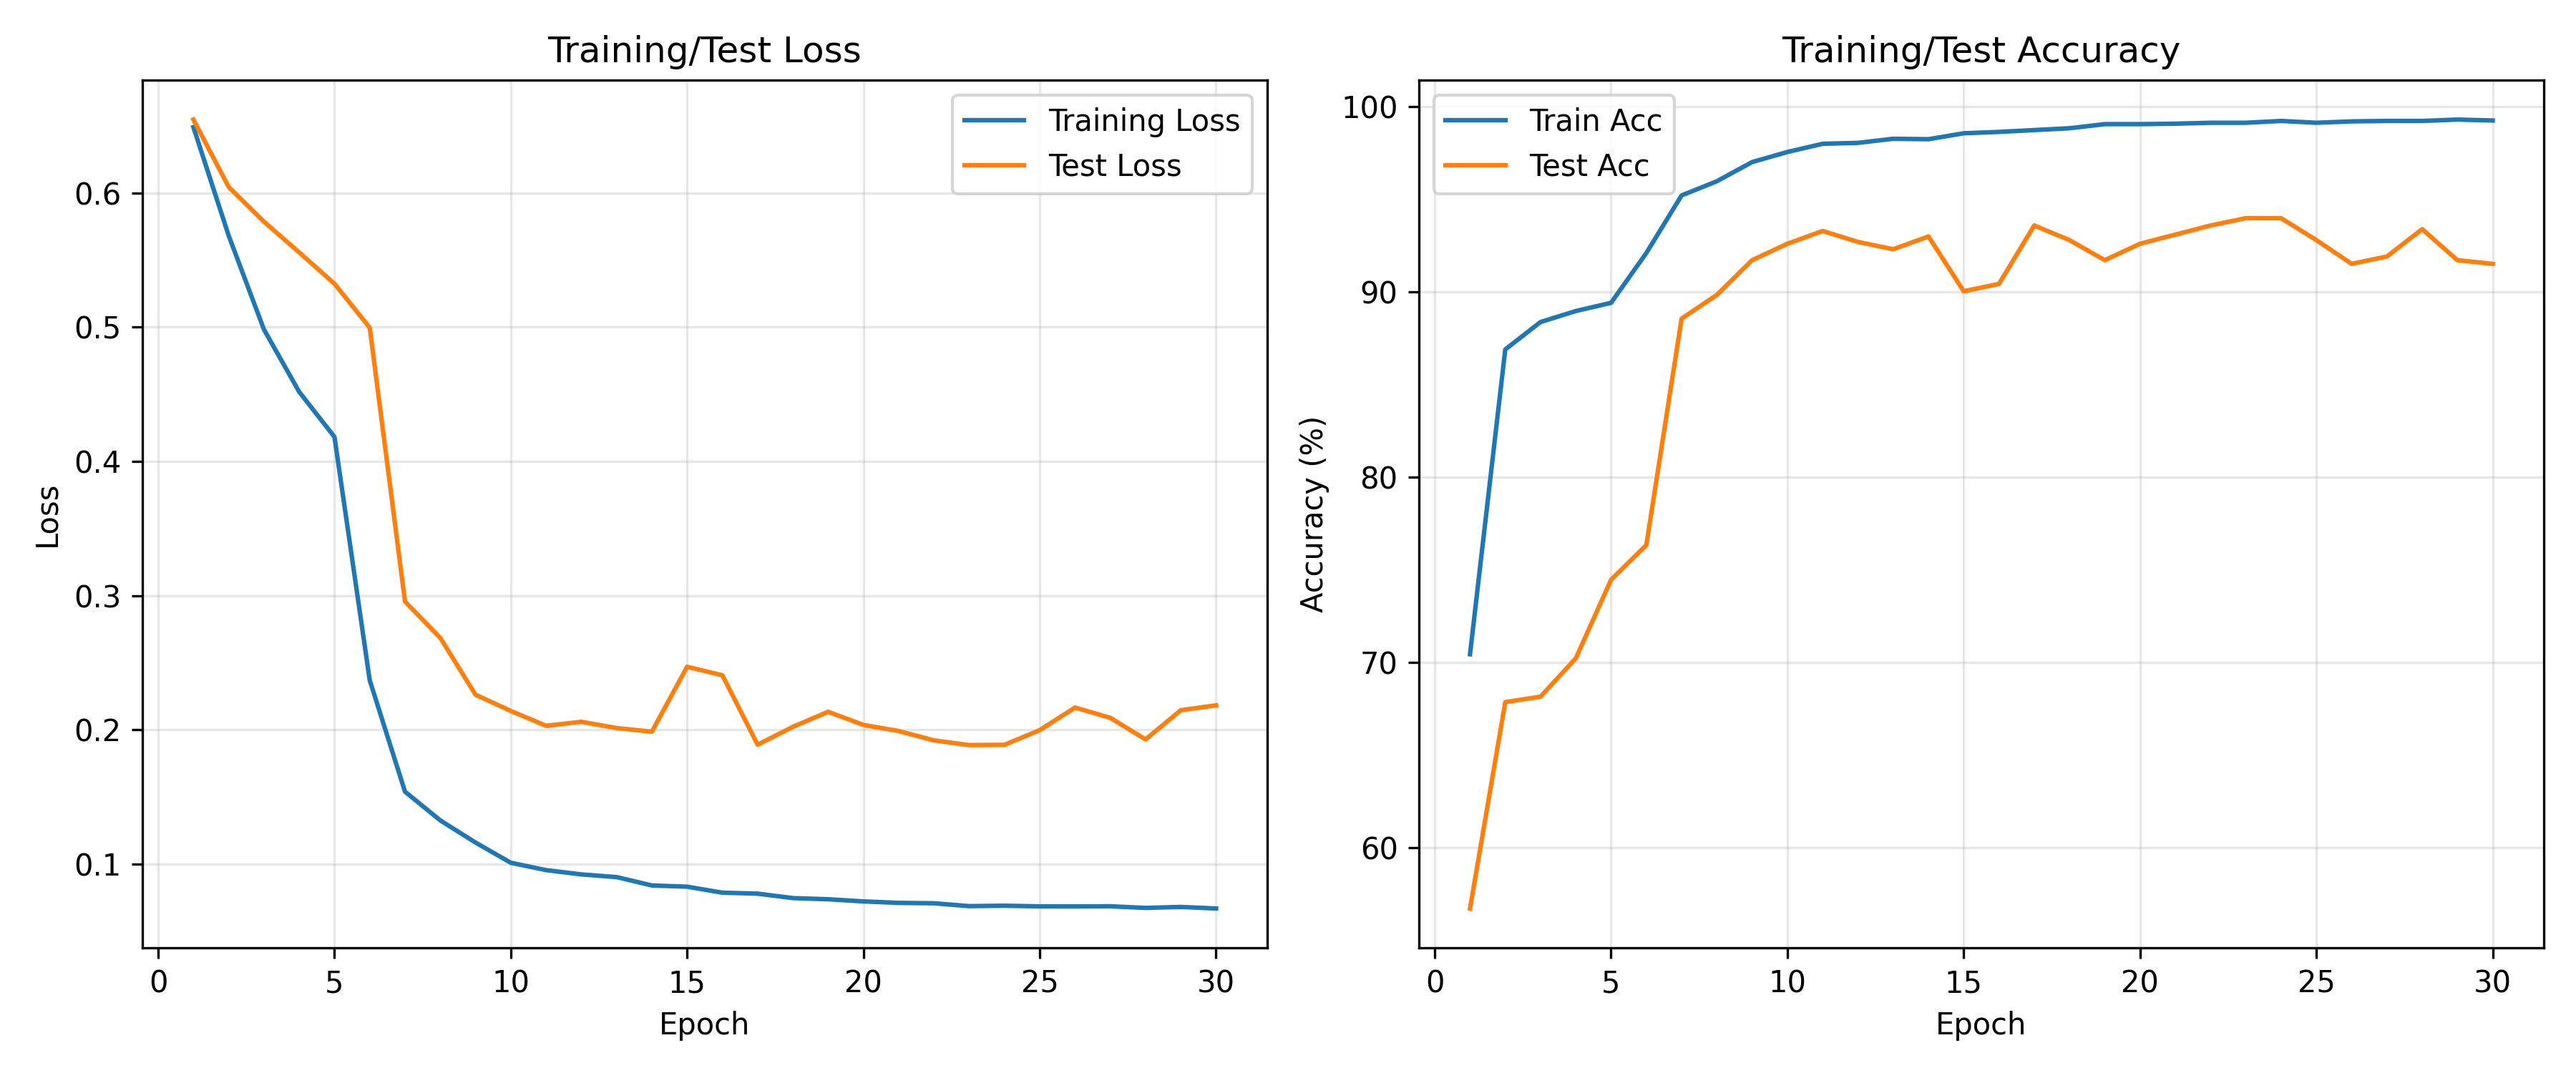 Training/Test Loss
Training Loss
Test Loss
0.6
0.5
0.4
0.3
0.2
0.1
Loss
0 5 10 15 20 25 30
Epoch
Training/Test Accuracy
Train Acc
Test Acc
100
90
80
70
60
Accuracy (%)
0 5 10 15 20 25 30
Epoch